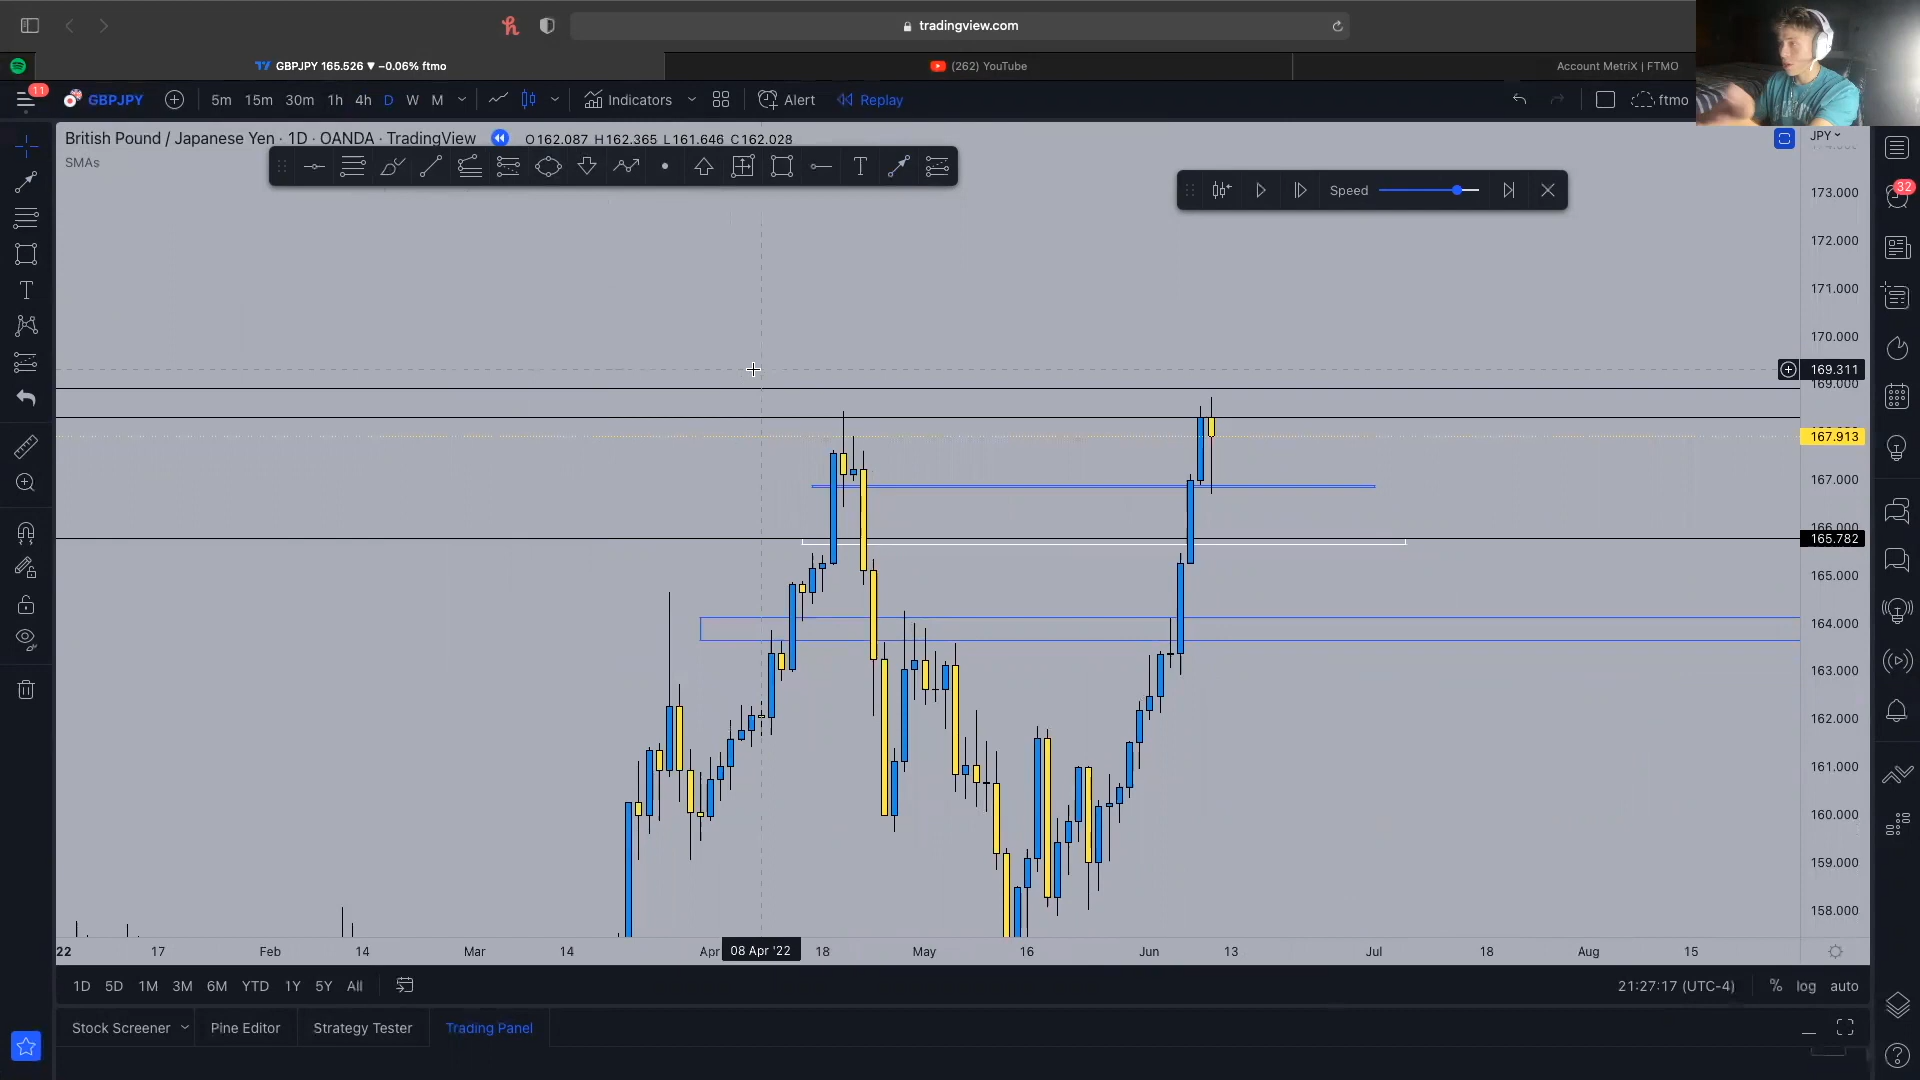 tradingview.com
GBPJPY 165.526 ▼ −0.06% ftmo
(262) YouTube
Account MetriX | FTMO
11
GBPJPY
5m 15m 30m 1h 4h D W M
Indicators
Alert
Replay
ftmo
British Pound / Japanese Yen · 1D · OANDA · TradingView
O162.087 H162.365 L161.646 C162.028
JPY
SMAs
T
Speed
32
173.000
172.000
171.000
170.000
169.311
169.000
167.913
167.000
166.000
165.782
165.000
164.000
163.000
162.000
161.000
160.000
159.000
158.000
22 17 Feb 14 Mar 14 Apr 08 Apr '22 18 May 16 Jun 13 Jul 18 Aug 15
1D 5D 1M 3M 6M YTD 1Y 5Y All
21:27:17 (UTC-4)
% log auto
Stock Screener
Pine Editor
Strategy Tester
Trading Panel